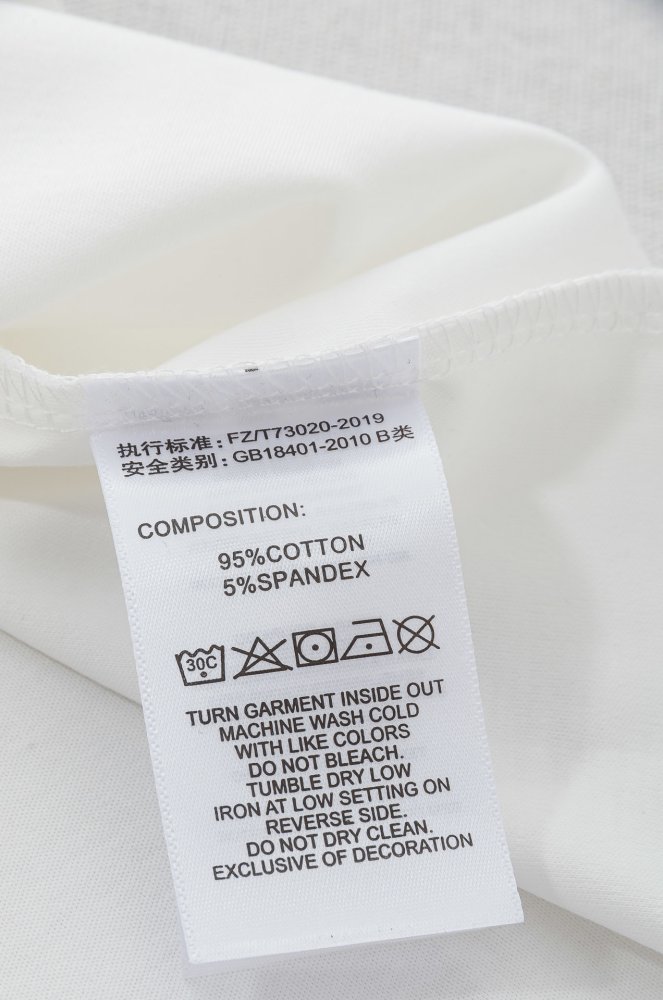 执行标准：FZ/T73020-2019
安全类别：GB18401-2010 B类
COMPOSITION:
95%COTTON
5%SPANDEX
30C
TURN GARMENT INSIDE OUT
MACHINE WASH COLD
WITH LIKE COLORS
DO NOT BLEACH.
TUMBLE DRY LOW
IRON AT LOW SETTING ON
REVERSE SIDE.
DO NOT DRY CLEAN.
EXCLUSIVE OF DECORATION